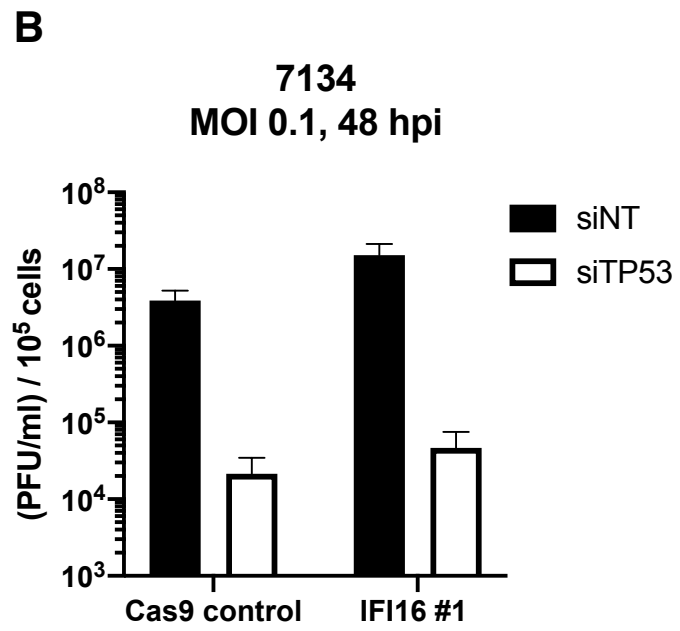 B
7134
MOI 0.1, 48 hpi
(PFU/ml) / 10⁵ cells
10⁸
10⁷
10⁶
10⁵
10⁴
10³
siNT
siTP53
Cas9 control
IFI16 #1